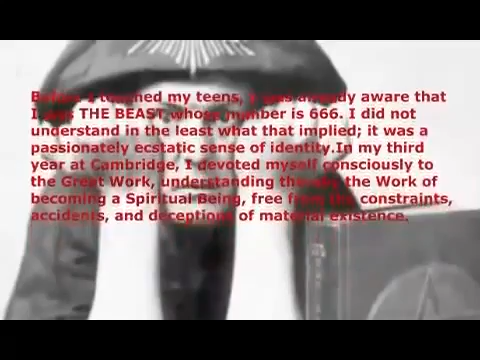 Before I touched my teens, I was already aware that
I was THE BEAST whose number is 666. I did not
understand in the least what that implied; it was a
passionately ecstatic sense of identity.In my third
year at Cambridge, I devoted myself consciously to
the Great Work, understanding thereby the Work of
becoming a Spiritual Being, free from the constraints,
accidents, and deceptions of material existence.